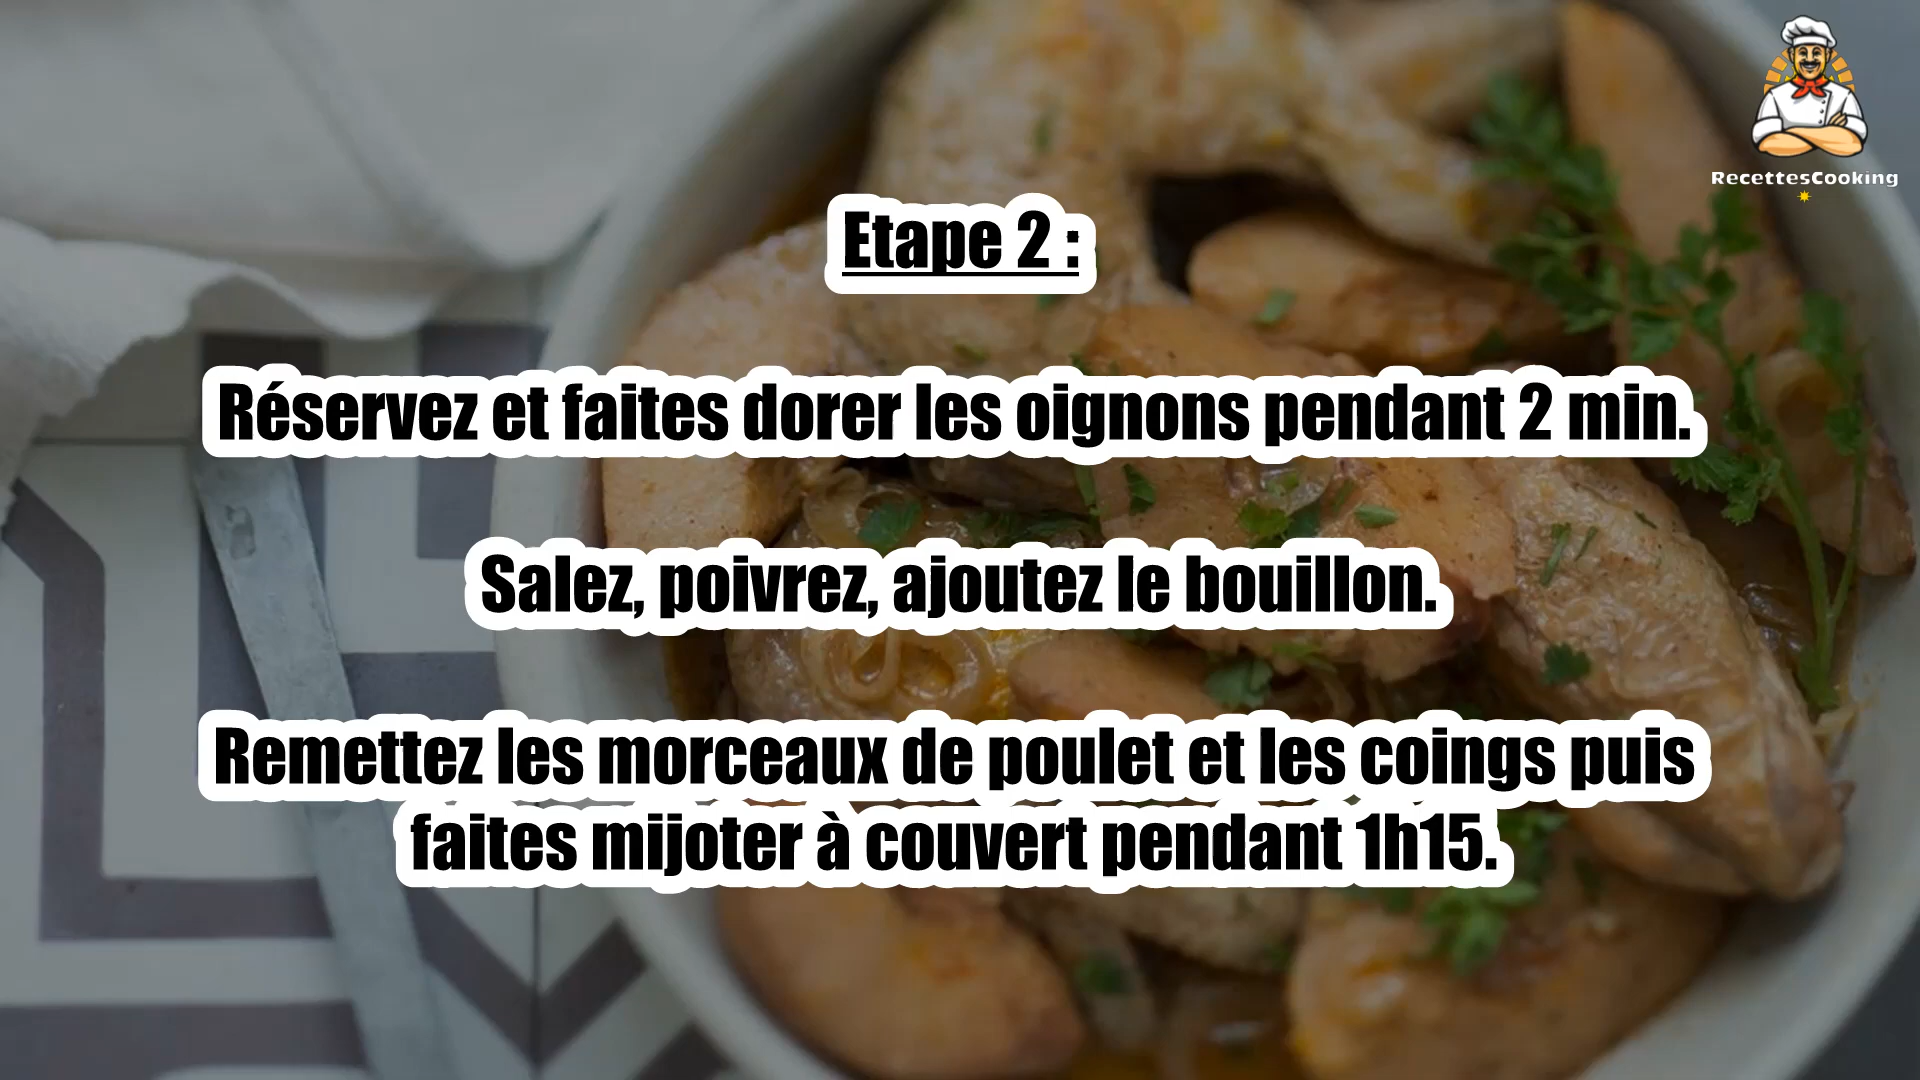 RecettesCooking
Etape 2 :
Réservez et faites dorer les oignons pendant 2 min.
Salez, poivrez, ajoutez le bouillon.
Remettez les morceaux de poulet et les coings puis
faites mijoter à couvert pendant 1h15.